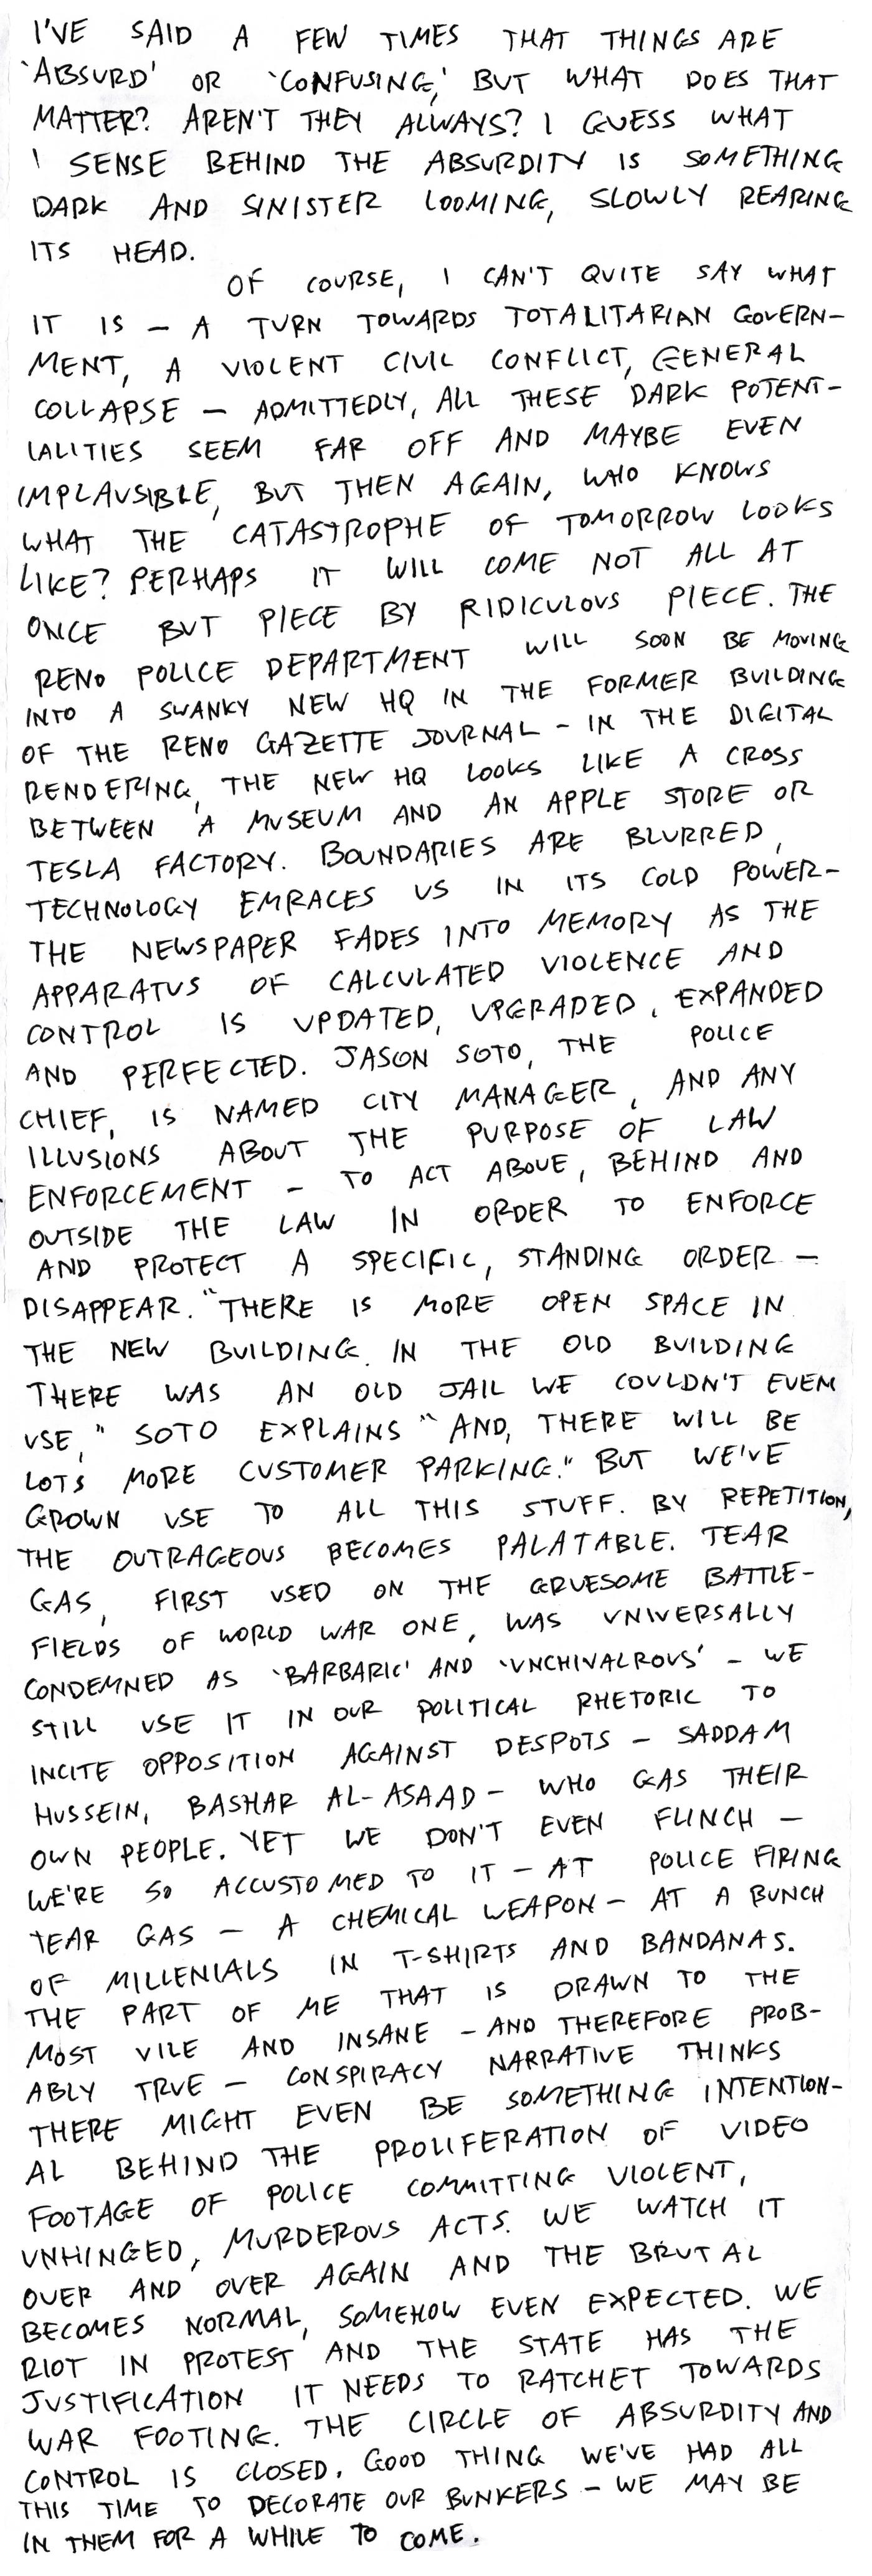 I'VE SAID A FEW TIMES THAT THINGS ARE
'ABSURD' OR 'CONFUSING,' BUT WHAT DOES THAT
MATTER? AREN'T THEY ALWAYS? I GUESS WHAT
I SENSE BEHIND THE ABSURDITY IS SOMETHING
DARK AND SINISTER LOOMING, SLOWLY REARING
ITS HEAD.
OF COURSE, I CAN'T QUITE SAY WHAT
IT IS – A TURN TOWARDS TOTALITARIAN GOVERN-
MENT, A VIOLENT CIVIL CONFLICT, GENERAL
COLLAPSE – ADMITTEDLY, ALL THESE DARK POTENT-
IALITIES SEEM FAR OFF AND MAYBE EVEN
IMPLAUSIBLE, BUT THEN AGAIN, WHO KNOWS
WHAT THE CATASTROPHE OF TOMORROW LOOKS
LIKE? PERHAPS IT WILL COME NOT ALL AT
ONCE BUT PIECE BY RIDICULOUS PIECE. THE
RENO POLICE DEPARTMENT WILL SOON BE MOVING
INTO A SWANKY NEW HQ IN THE FORMER BUILDING
OF THE RENO GAZETTE JOURNAL – IN THE DIGITAL
RENDERING, THE NEW HQ LOOKS LIKE A CROSS
BETWEEN A MUSEUM AND AN APPLE STORE OR
TESLA FACTORY. BOUNDARIES ARE BLURRED,
TECHNOLOGY EMRACES US IN ITS COLD POWER –
THE NEWSPAPER FADES INTO MEMORY AS THE
APPARATUS OF CALCULATED VIOLENCE AND
CONTROL IS UPDATED, UPGRADED, EXPANDED
AND PERFECTED. JASON SOTO, THE POLICE
CHIEF, IS NAMED CITY MANAGER, AND ANY
ILLUSIONS ABOUT THE PURPOSE OF LAW
ENFORCEMENT – TO ACT ABOVE, BEHIND AND
OUTSIDE THE LAW IN ORDER TO ENFORCE
AND PROTECT A SPECIFIC, STANDING ORDER –
DISAPPEAR. "THERE IS MORE OPEN SPACE IN
THE NEW BUILDING. IN THE OLD BUILDING
THERE WAS AN OLD JAIL WE COULDN'T EVEM
USE," SOTO EXPLAINS "AND, THERE WILL BE
LOTS MORE CUSTOMER PARKING." BUT WE'VE
GROWN USE TO ALL THIS STUFF. BY REPETITION,
THE OUTRAGEOUS BECOMES PALATABLE. TEAR
GAS, FIRST USED ON THE GRUESOME BATTLE-
FIELDS OF WORLD WAR ONE, WAS UNIVERSALLY
CONDEMNED AS 'BARBARIC' AND 'UNCHIVALROUS' – WE
STILL USE IT IN OUR POLITICAL RHETORIC TO
INCITE OPPOSITION AGAINST DESPOTS – SADDAM
HUSSEIN, BASHAR AL-ASAAD – WHO GAS THEIR
OWN PEOPLE. YET WE DON'T EVEN FLINCH –
WE'RE SO ACCUSTOMED TO IT – AT POLICE FIRING
TEAR GAS – A CHEMICAL WEAPON – AT A BUNCH
OF MILLENIALS IN T-SHIRTS AND BANDANAS.
THE PART OF ME THAT IS DRAWN TO THE
MOST VILE AND INSANE – AND THEREFORE PROB-
ABLY TRUE – CONSPIRACY NARRATIVE THINKS
THERE MIGHT EVEN BE SOMETHING INTENTION-
AL BEHIND THE PROLIFERATION OF VIDEO
FOOTAGE OF POLICE COMMITTING VIOLENT,
UNHINGED, MURDEROUS ACTS. WE WATCH IT
OVER AND OVER AGAIN AND THE BRUTAL
BECOMES NORMAL, SOMEHOW EVEN EXPECTED. WE
RIOT IN PROTEST AND THE STATE HAS THE
JUSTIFICATION IT NEEDS TO RATCHET TOWARDS
WAR FOOTING. THE CIRCLE OF ABSURDITY AND
CONTROL IS CLOSED. GOOD THING WE'VE HAD ALL
THIS TIME TO DECORATE OUR BUNKERS – WE MAY BE
IN THEM FOR A WHILE TO COME.